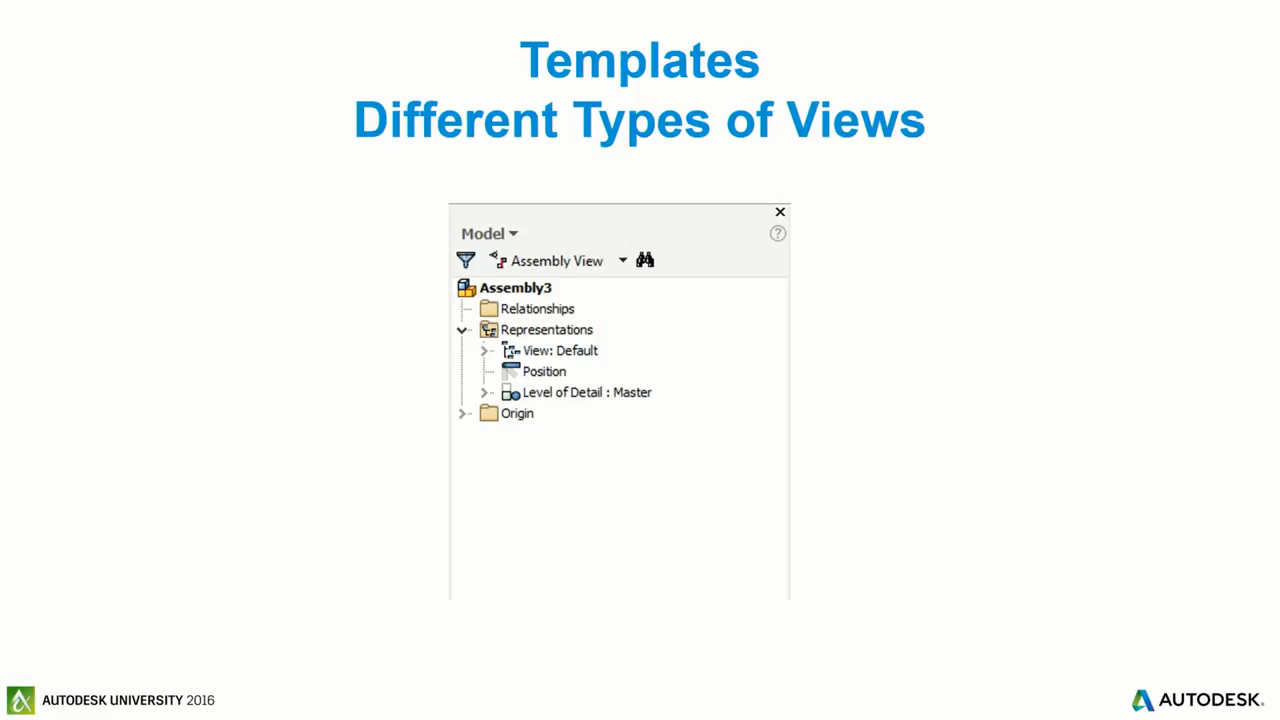 Templates
Different Types of Views
Model
Assembly View
Assembly3
Relationships
Representations
View: Default
Position
Level of Detail : Master
Origin
AUTODESK UNIVERSITY 2016
AUTODESK.